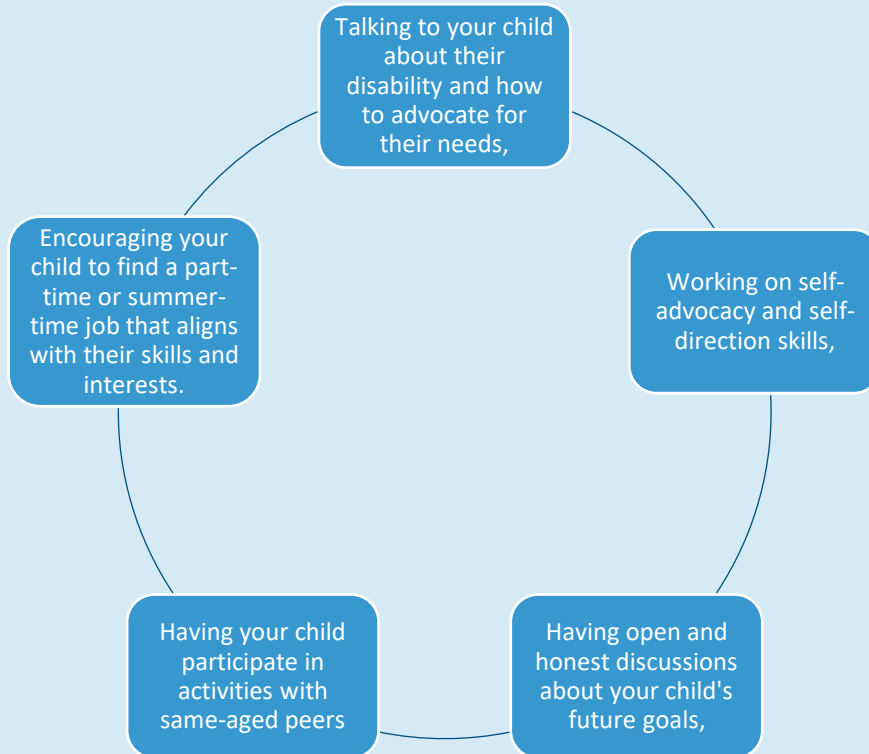 Talking to your child
about their
disability and how
to advocate for
their needs,
Working on self-
advocacy and self-
direction skills,
Having open and
honest discussions
about your child's
future goals,
Having your child
participate in
activities with
same-aged peers
Encouraging your
child to find a part-
time or summer-
time job that aligns
with their skills and
interests.